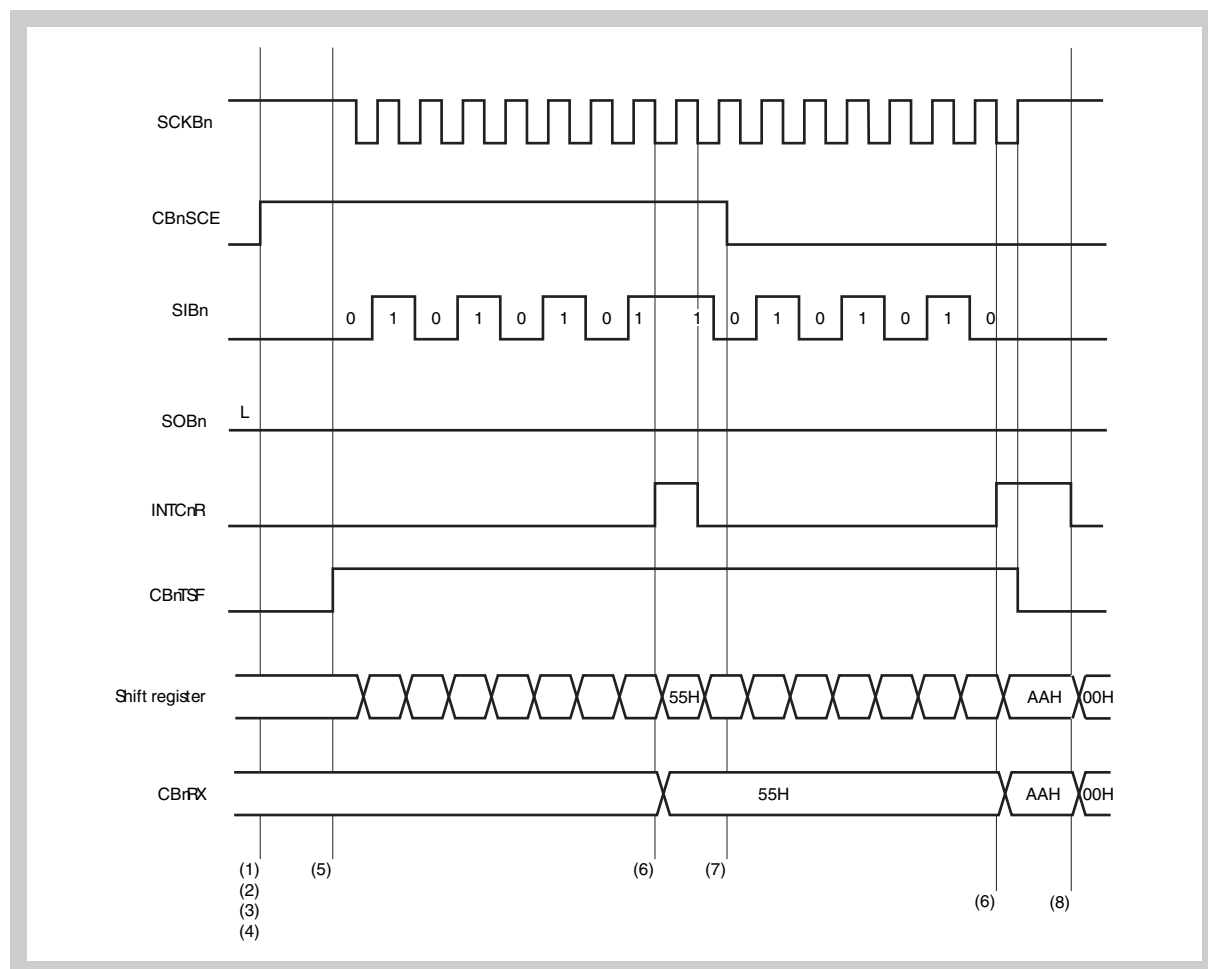 SCKBn
CBnSCE
SIBn
0 1 0 1 0 1 0 1 1 0 1 0 1 0 1 0
L
SOBn
INTCnR
CBnTSF
Shift register
55H AAH 00H
CBnRX
55H AAH 00H
(1) (5) (6) (7)
(2)
(3) (6) (8)
(4)